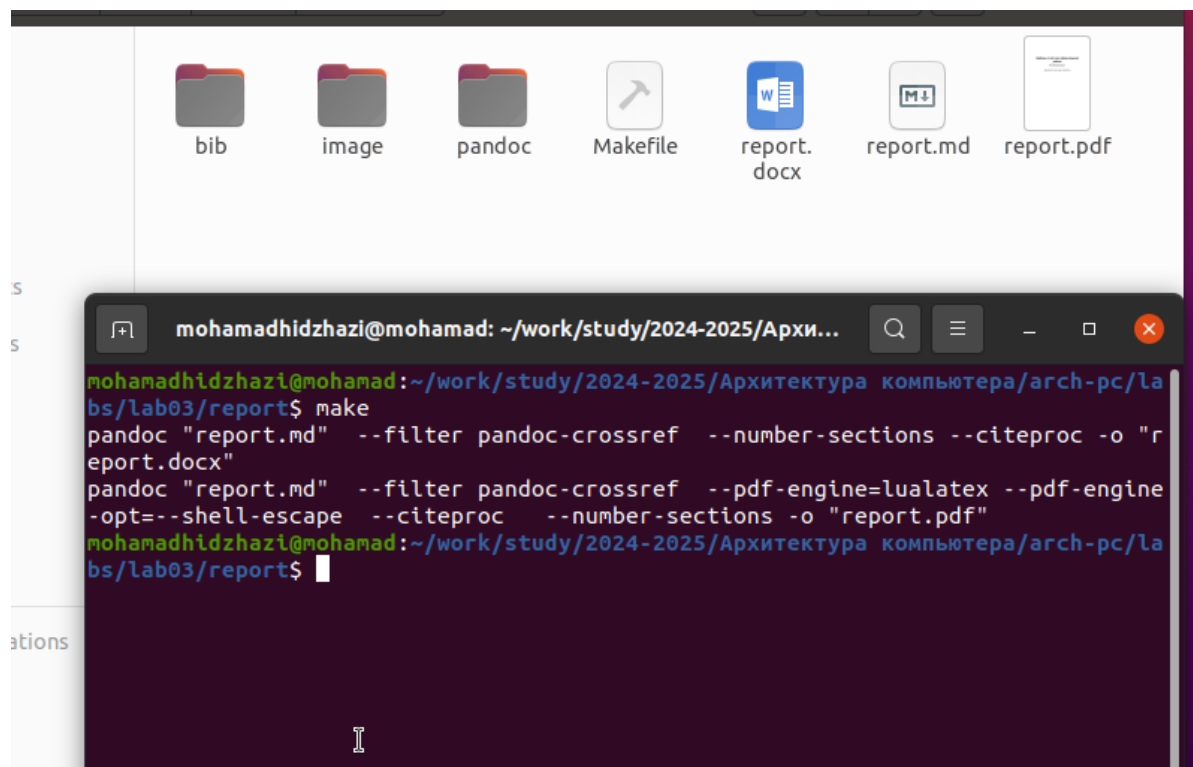 bib
image
pandoc
Makefile
report.
docx
report.md
report.pdf
s
s
mohamadhidzhazi@mohamad: ~/work/study/2024-2025/Архи...
mohamadhidzhazi@mohamad:~/work/study/2024-2025/Архитектура компьютера/arch-pc/la
bs/lab03/report$ make
pandoc "report.md"  --filter pandoc-crossref  --number-sections --citeproc -o "r
eport.docx"
pandoc "report.md"  --filter pandoc-crossref  --pdf-engine=lualatex --pdf-engine
-opt=--shell-escape  --citeproc   --number-sections -o "report.pdf"
mohamadhidzhazi@mohamad:~/work/study/2024-2025/Архитектура компьютера/arch-pc/la
bs/lab03/report$
ations